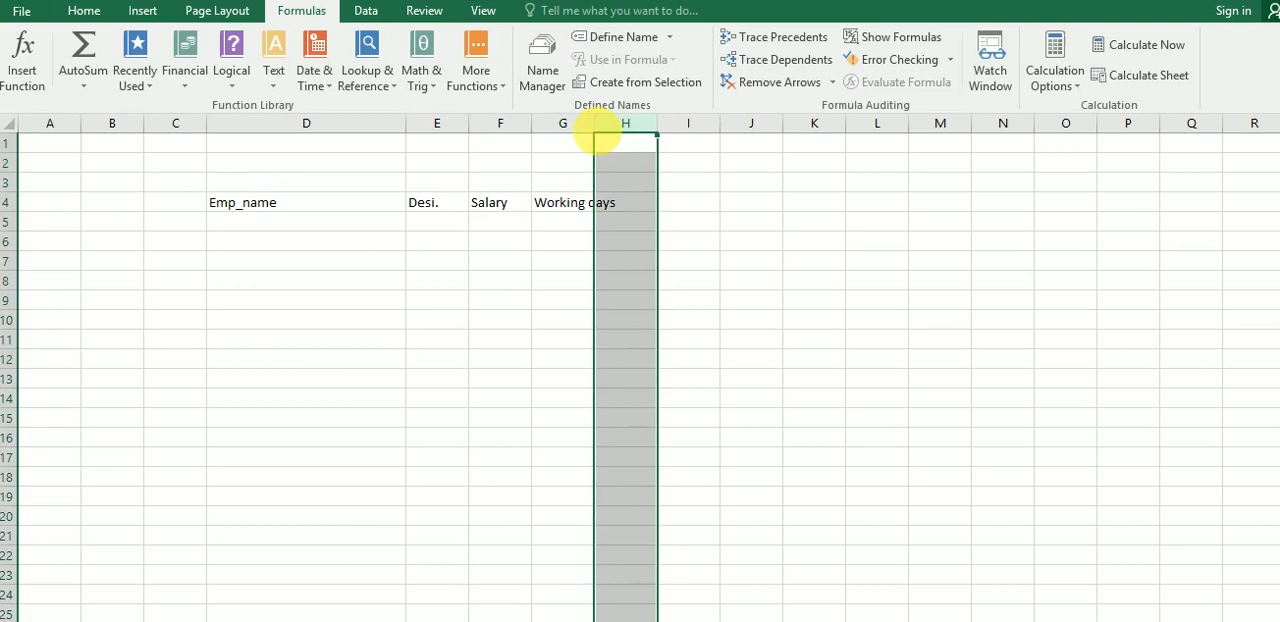 File Home Insert Page Layout Formulas Data Review View Tell me what you want to do... Sign in
fx Insert Function
AutoSum
Recently Used
Financial
Logical
Text
Date & Time
Lookup & Reference
Math & Trig
More Functions
Function Library
Name Manager
Define Name
Use in Formula
Create from Selection
Defined Names
Trace Precedents
Trace Dependents
Remove Arrows
Show Formulas
Error Checking
Evaluate Formula
Formula Auditing
Watch Window
Calculation Options
Calculate Now
Calculate Sheet
Calculation
A B C D E F G H I J K L M N O P Q R
1
2
3
4 Emp_name Desi. Salary Working days
5
6
7
8
9
10
11
12
13
14
15
16
17
18
19
20
21
22
23
24
25